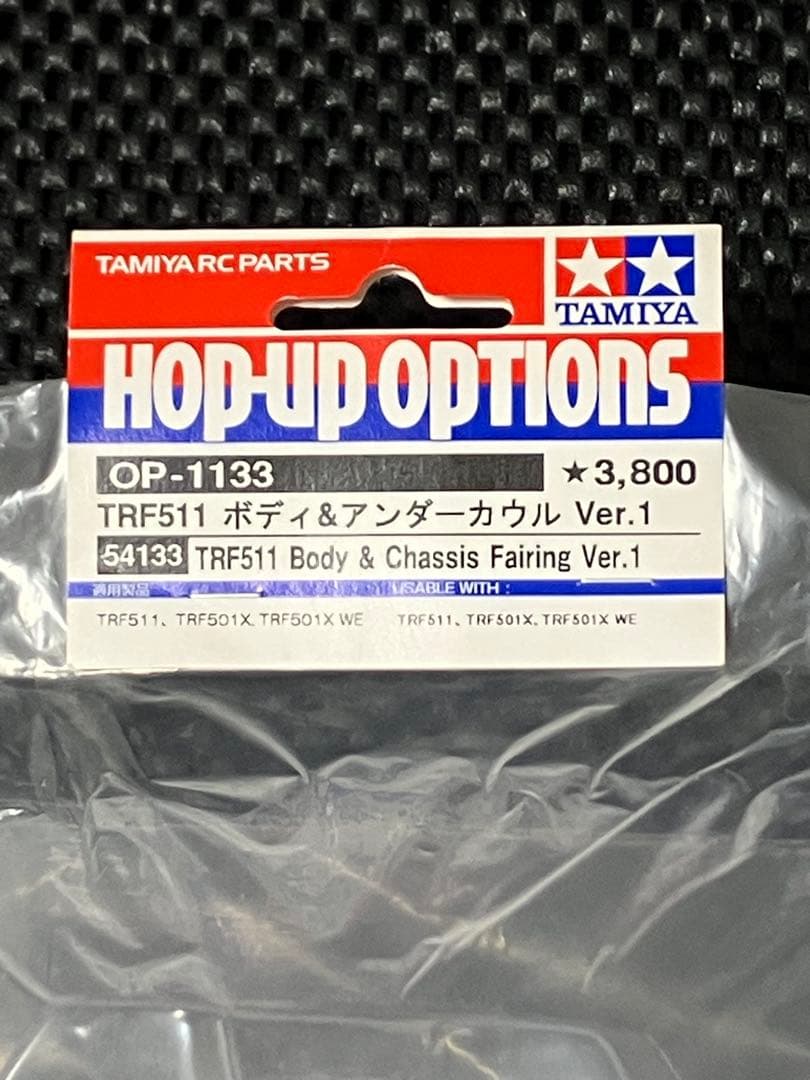 TAMIYA RC PARTS
TAMIYA
HOP-UP OPTIONS
OP-1133 ★3,800
TRF511 ボディ&アンダーカウル Ver.1
54133 TRF511 Body & Chassis Fairing Ver.1
適用製品 USABLE WITH :
TRF511、TRF501X、TRF501X WE TRF511、TRF501X、TRF501X WE